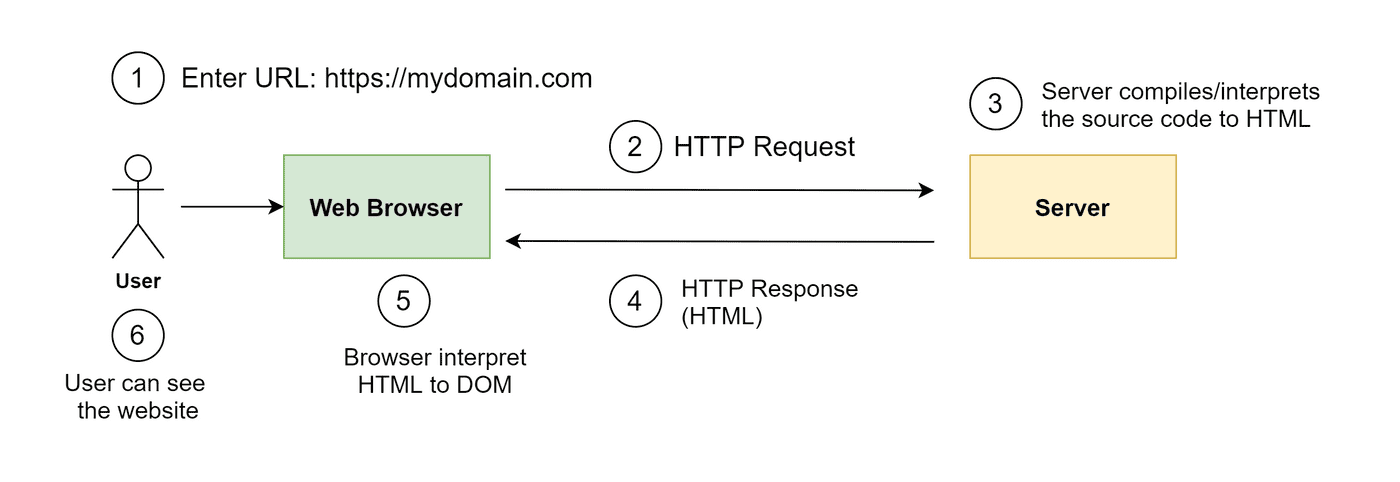 1 Enter URL: https://mydomain.com
2 HTTP Request
3 Server compiles/interprets
the source code to HTML
Web Browser
Server
User
4 HTTP Response
(HTML)
5
Browser interpret
HTML to DOM
6
User can see
the website